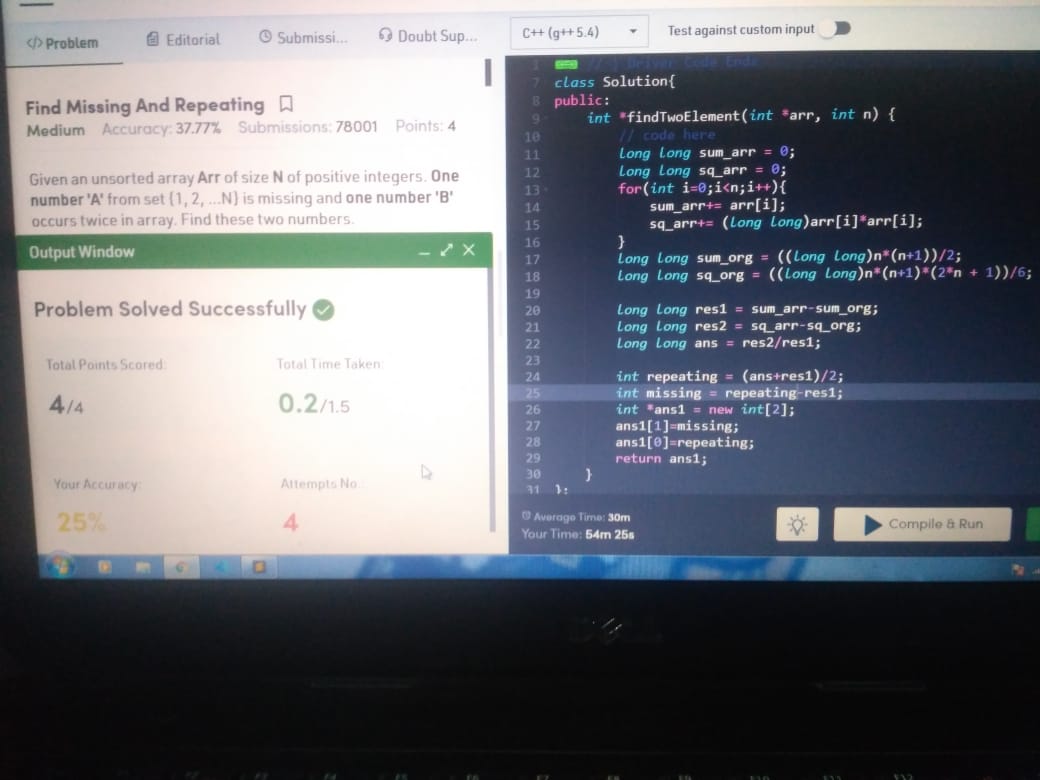 </> Problem
Editorial
Submissi...
Doubt Sup...
C++ (g++ 5.4)
Test against custom input
Find Missing And Repeating
Medium Accuracy: 37.77% Submissions: 78001 Points: 4
Given an unsorted array Arr of size N of positive integers. One
number 'A' from set {1, 2, ...N} is missing and one number 'B'
occurs twice in array. Find these two numbers.
Output Window
Problem Solved Successfully
Total Points Scored:
Total Time Taken:
4/4
0.2/1.5
Your Accuracy:
Attempts No.:
25%
4
1 // } Driver Code Ends
7 class Solution{
8 public:
9 int *findTwoElement(int *arr, int n) {
10 // code here
11 long long sum_arr = 0;
12 long long sq_arr = 0;
13 for(int i=0;i<n;i++){
14 sum_arr+= arr[i];
15 sq_arr+= (long long)arr[i]*arr[i];
16 }
17 long long sum_org = ((long long)n*(n+1))/2;
18 long long sq_org = ((long long)n*(n+1)*(2*n + 1))/6;
19
20 long long res1 = sum_arr-sum_org;
21 long long res2 = sq_arr-sq_org;
22 long long ans = res2/res1;
23
24 int repeating = (ans+res1)/2;
25 int missing = repeating-res1;
26 int *ans1 = new int[2];
27 ans1[1]=missing;
28 ans1[0]=repeating;
29 return ans1;
30 }
31 };
Average Time: 30m
Your Time: 54m 25s
Compile & Run
DELL